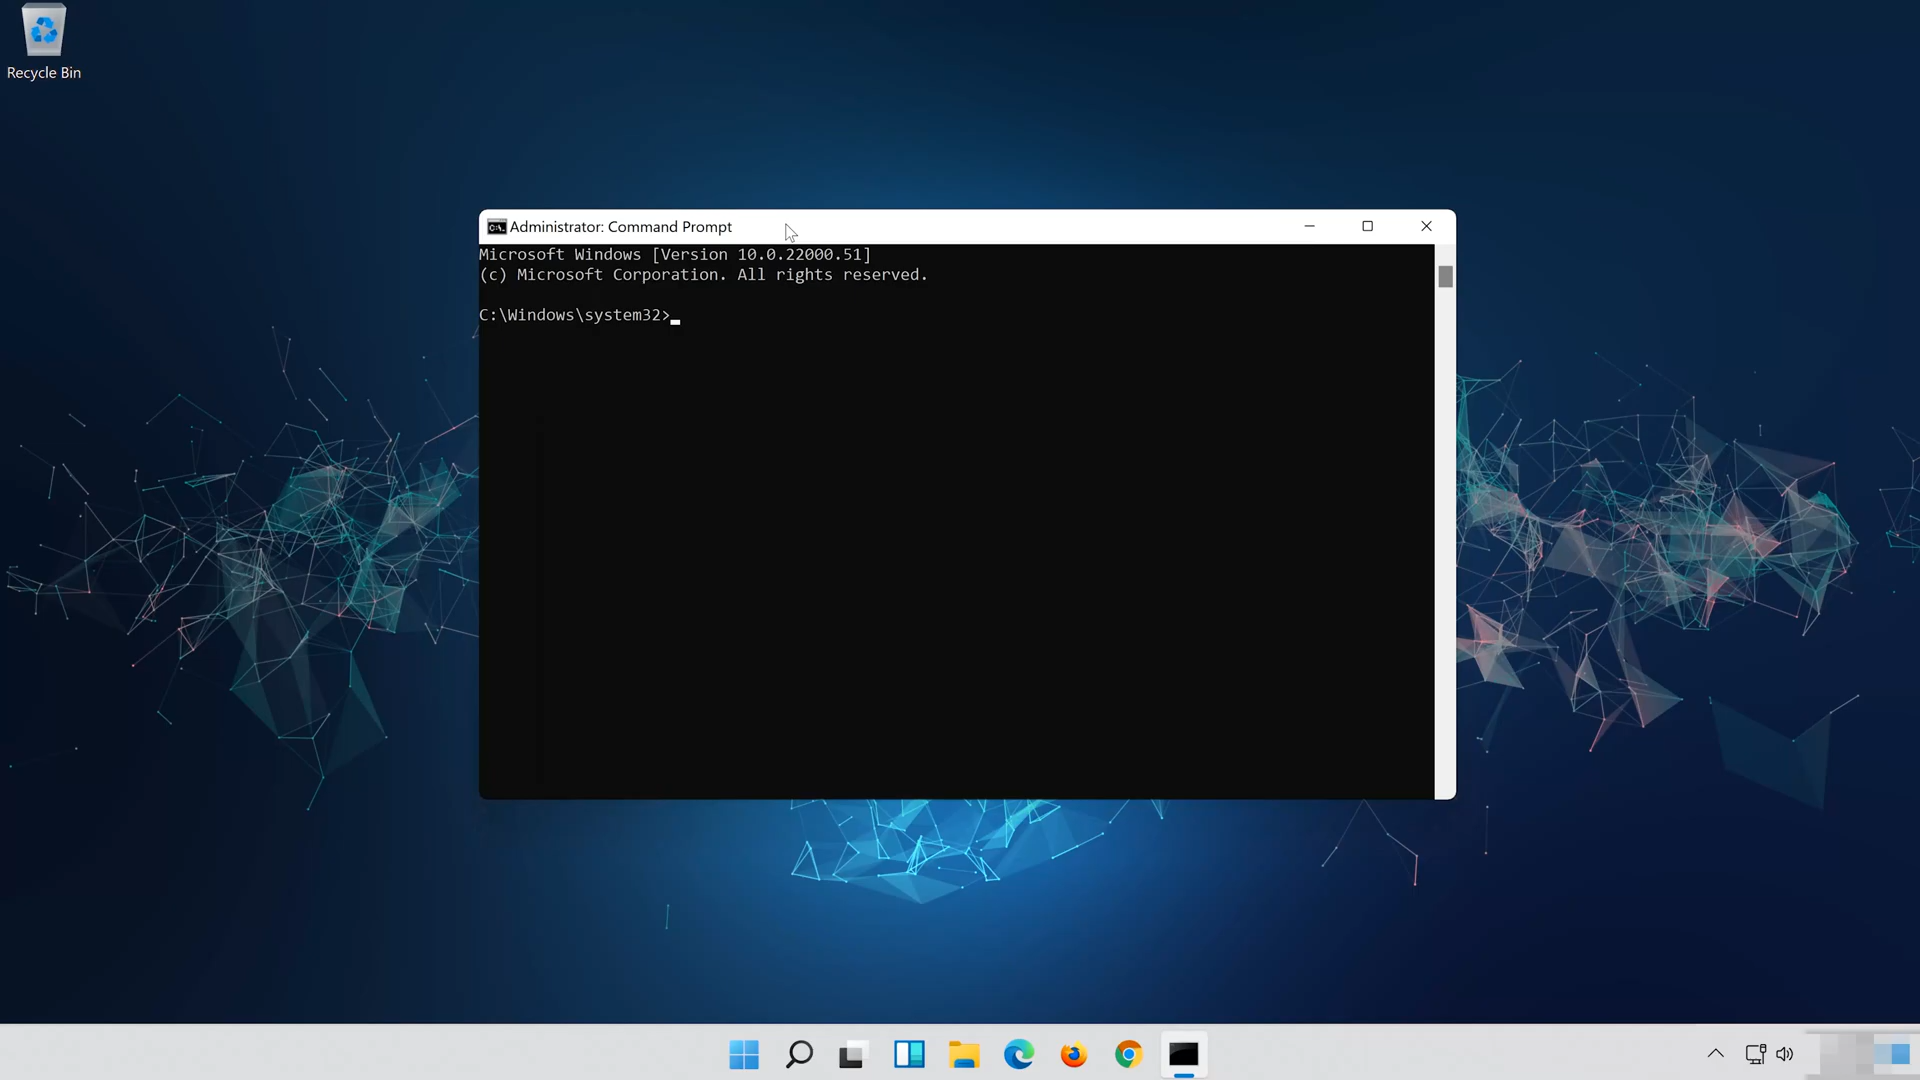 Recycle Bin
Administrator: Command Prompt
Microsoft Windows [Version 10.0.22000.51]
(c) Microsoft Corporation. All rights reserved.
C:\Windows\system32>